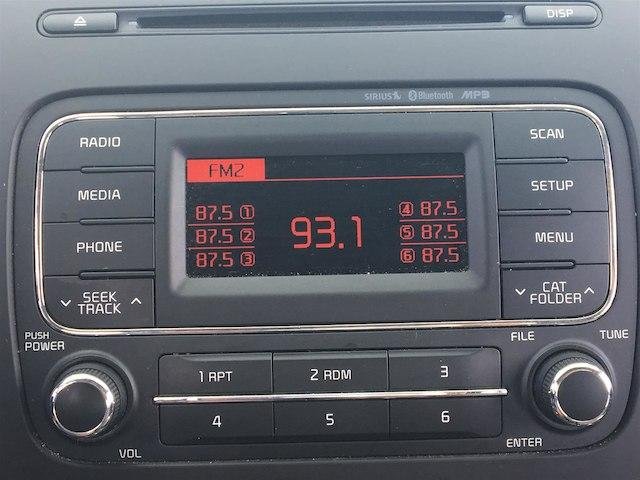 DISP
SIRIUS Bluetooth MP3
RADIO
MEDIA
PHONE
SEEK
TRACK
FM2
87.5 1
87.5 2
87.5 3
93.1
4 87.5
5 87.5
6 87.5
SCAN
SETUP
MENU
CAT
FOLDER
PUSH
POWER
VOL
1 RPT
2 RDM
3
4
5
6
FILE
TUNE
ENTER